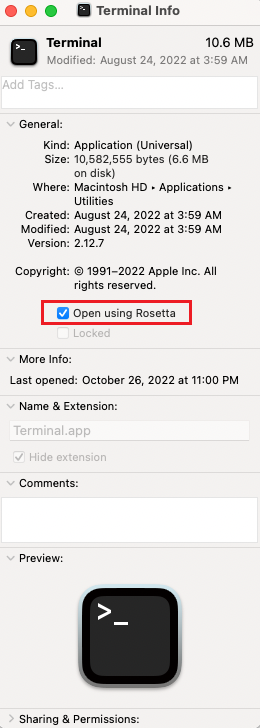 Terminal Info
Terminal 10.6 MB
Modified: August 24, 2022 at 3:59 AM
Add Tags...
General:
Kind: Application (Universal)
Size: 10,582,555 bytes (6.6 MB
on disk)
Where: Macintosh HD ▸ Applications ▸
Utilities
Created: August 24, 2022 at 3:59 AM
Modified: August 24, 2022 at 3:59 AM
Version: 2.12.7
Copyright: © 1991–2022 Apple Inc. All
rights reserved.
Open using Rosetta
Locked
More Info:
Last opened: October 26, 2022 at 11:00 PM
Name & Extension:
Terminal.app
Hide extension
Comments:
Preview:
>_
Sharing & Permissions: